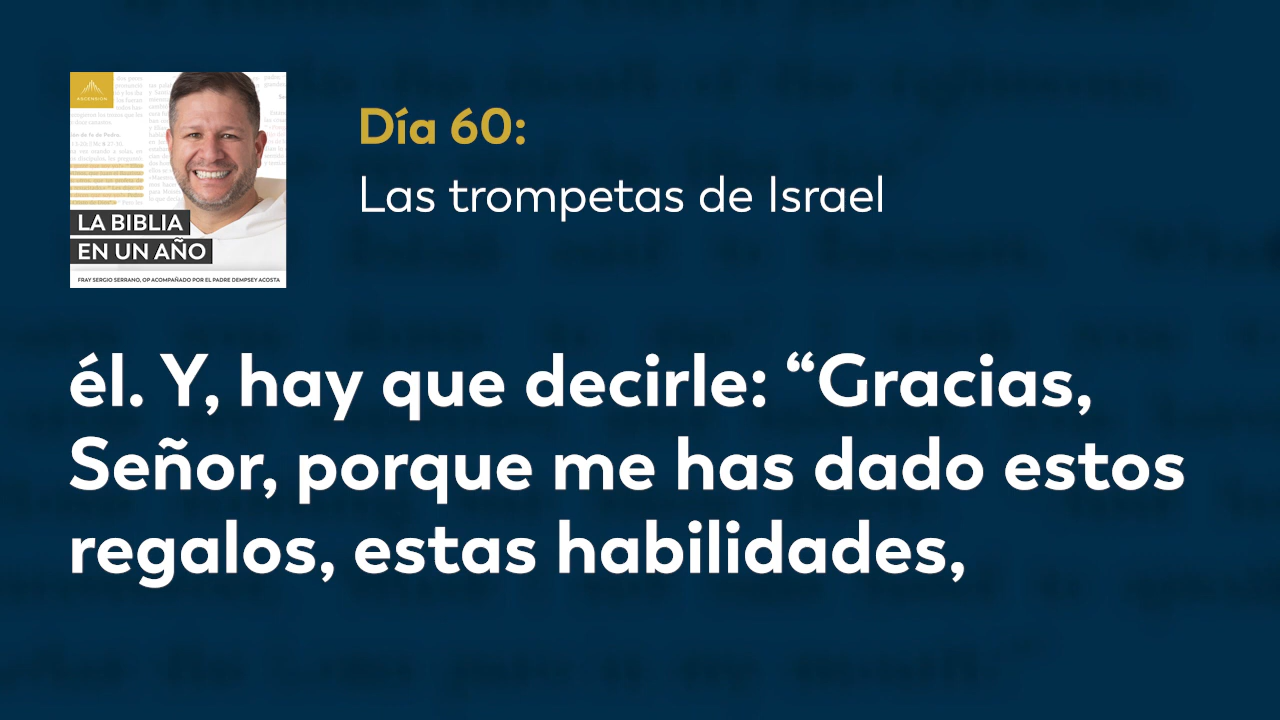 ASCENSION
LA BIBLIA
EN UN AÑO
FRAY SERGIO SERRANO, OP ACOMPAÑADO POR EL PADRE DEMPSEY ACOSTA
Día 60:
Las trompetas de Israel
él. Y, hay que decirle: “Gracias,
Señor, porque me has dado estos
regalos, estas habilidades,